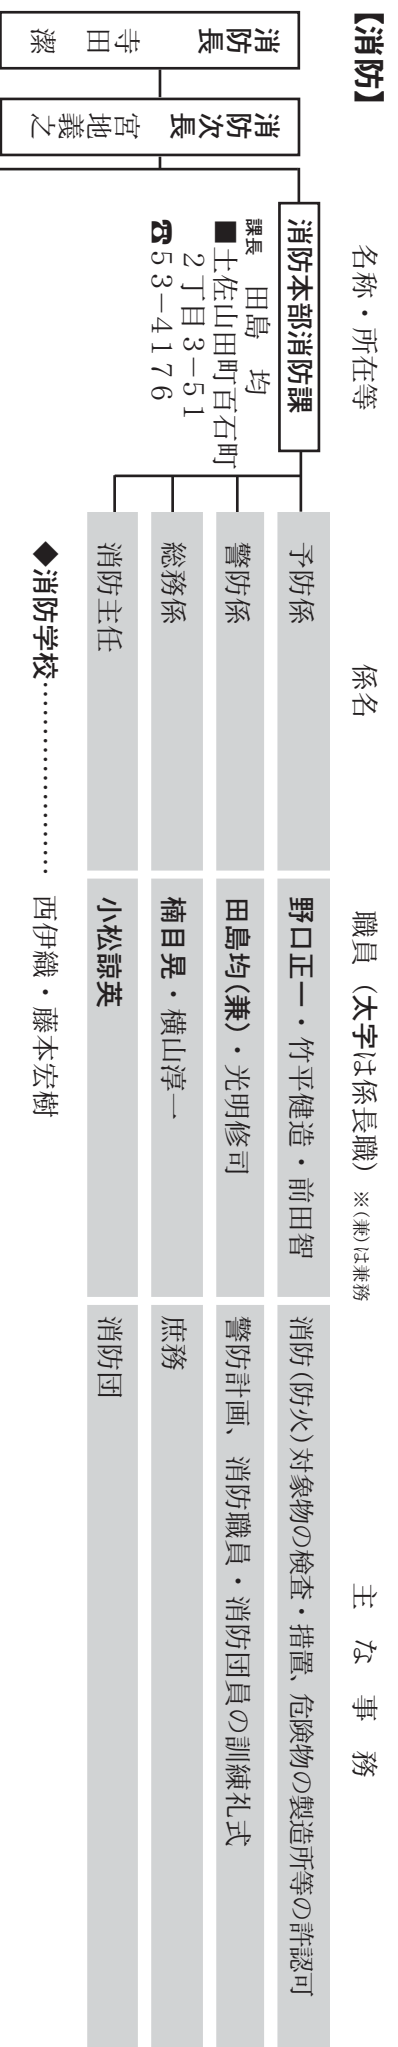 【消防】
名称・所在等
係名
職員（太字は係長職）※(兼)は兼務
主な事務
消防長
寺田 潔
消防次長
宮地義之
消防本部消防課
課長 田島 均
■土佐山田町百石町
2丁目3−51
☎53−4176
予防係
野口正一・竹平健造・前田智
消防(防火)対象物の検査・措置、危険物の製造所等の許認可
警防係
田島均(兼)・光明修司
警防計画、消防職員・消防団員の訓練礼式
総務係
楠目晃・横山淳一
庶務
消防主任
小松諒英
消防団
◆消防学校…………………… 西伊織・藤本宏樹